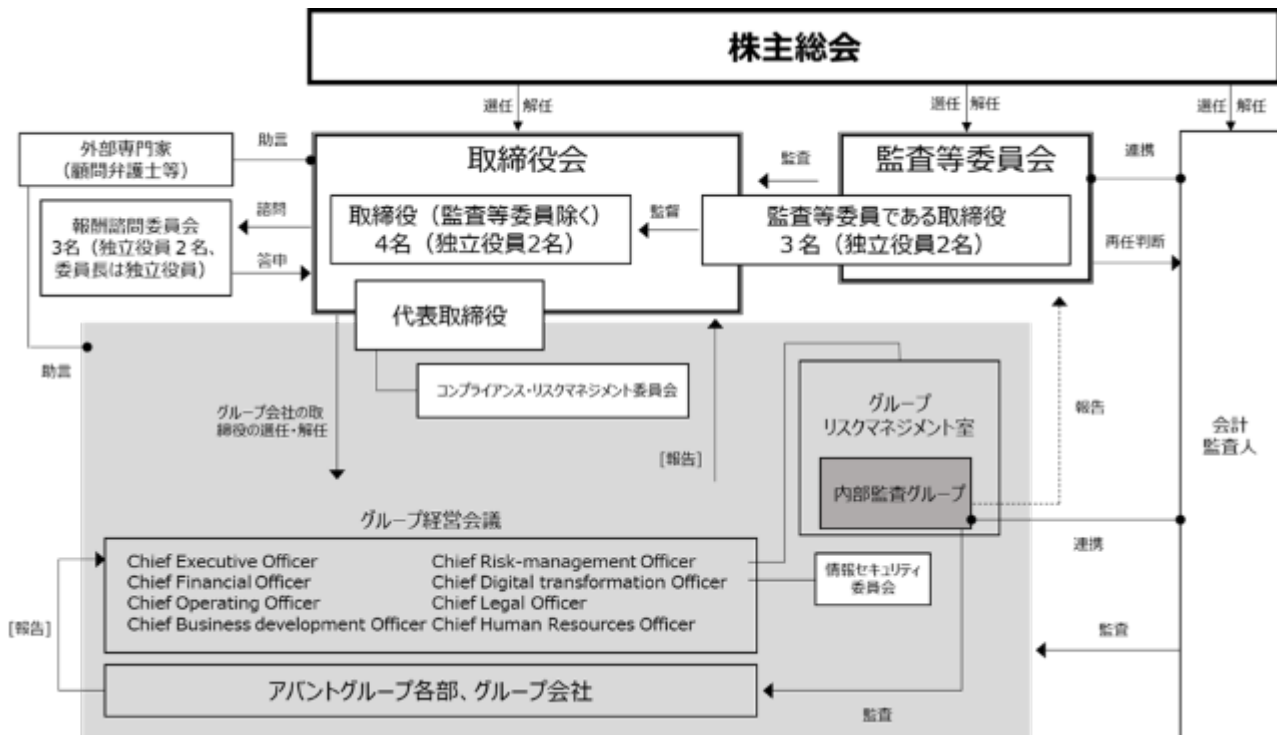 株主総会
選任 解任
選任 解任
選任 解任
外部専門家
(顧問弁護士等)
助言
取締役会
監査
監査等委員会
連携
報酬諮問委員会
3名(独立役員2名、
委員長は独立役員)
諮問
答申
取締役(監査等委員除く)
4名(独立役員2名)
監督
監査等委員である取締役
3名(独立役員2名)
再任判断
代表取締役
助言
コンプライアンス・リスクマネジメント委員会
グループ会社の取
締役の選任・解任
[報告]
グループ
リスクマネジメント室
内部監査グループ
報告
会計
監査人
グループ経営会議
連携
Chief Executive Officer
Chief Financial Officer
Chief Operating Officer
Chief Business development Officer
Chief Risk-management Officer
Chief Digital transformation Officer
Chief Legal Officer
Chief Human Resources Officer
情報セキュリティ
委員会
[報告]
監査
アバントグループ各部、グループ会社
監査